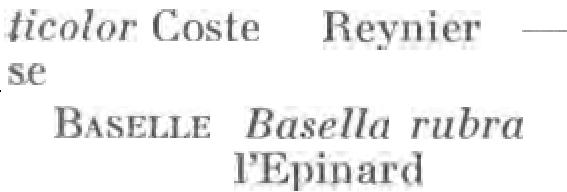 ticolor Coste Reynier —
se
BASELLE Basella rubra
l'Epinard